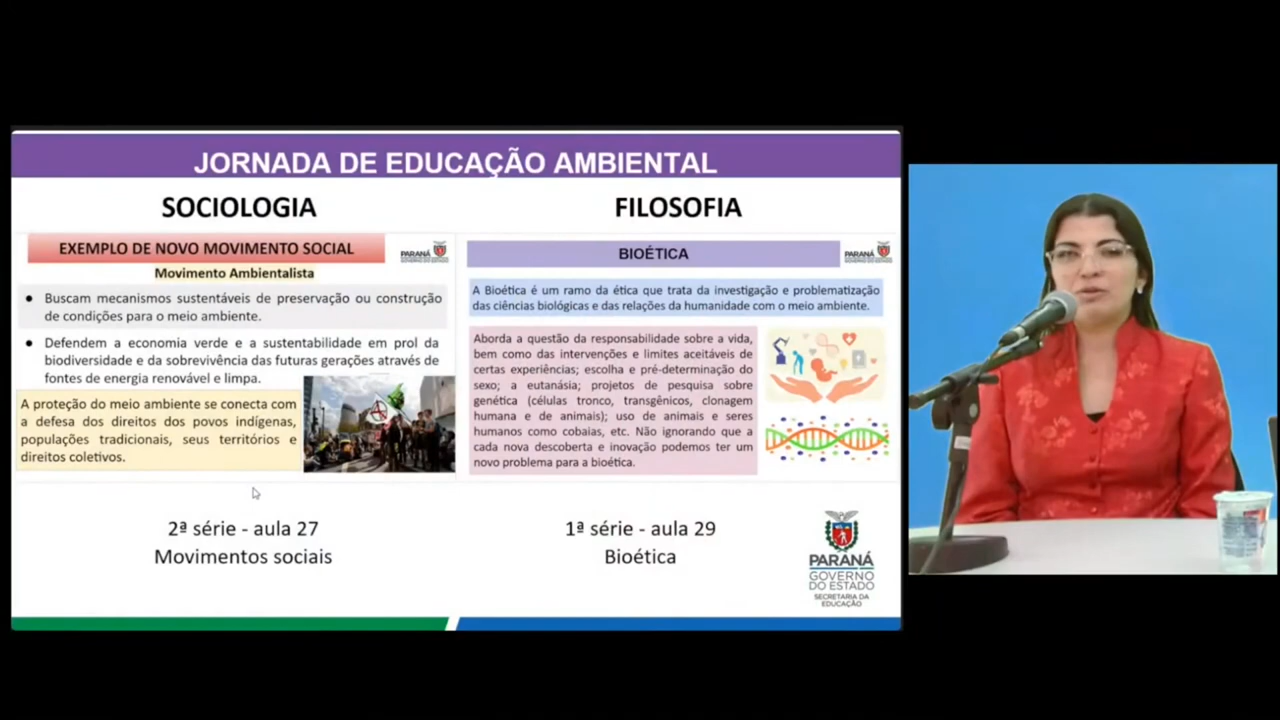 JORNADA DE EDUCAÇÃO AMBIENTAL
SOCIOLOGIA
EXEMPLO DE NOVO MOVIMENTO SOCIAL
PARANÁ
GOVERNO DO ESTADO
Movimento Ambientalista
● Buscam mecanismos sustentáveis de preservação ou construção
de condições para o meio ambiente.
● Defendem a economia verde e a sustentabilidade em prol da
biodiversidade e da sobrevivência das futuras gerações através de
fontes de energia renovável e limpa.
A proteção do meio ambiente se conecta com
a defesa dos direitos dos povos indígenas,
populações tradicionais, seus territórios e
direitos coletivos.
2ª série - aula 27
Movimentos sociais
FILOSOFIA
BIOÉTICA
PARANÁ
GOVERNO DO ESTADO
A Bioética é um ramo da ética que trata da investigação e problematização
das ciências biológicas e das relações da humanidade com o meio ambiente.
Aborda a questão da responsabilidade sobre a vida,
bem como das intervenções e limites aceitáveis de
certas experiências; escolha e pré-determinação do
sexo; a eutanásia; projetos de pesquisa sobre
genética (células tronco, transgênicos, clonagem
humana e de animais); uso de animais e seres
humanos como cobaias, etc. Não ignorando que a
cada nova descoberta e inovação podemos ter um
novo problema para a bioética.
1ª série - aula 29
Bioética
PARANÁ
GOVERNO
DO ESTADO
SECRETARIA DA
EDUCAÇÃO